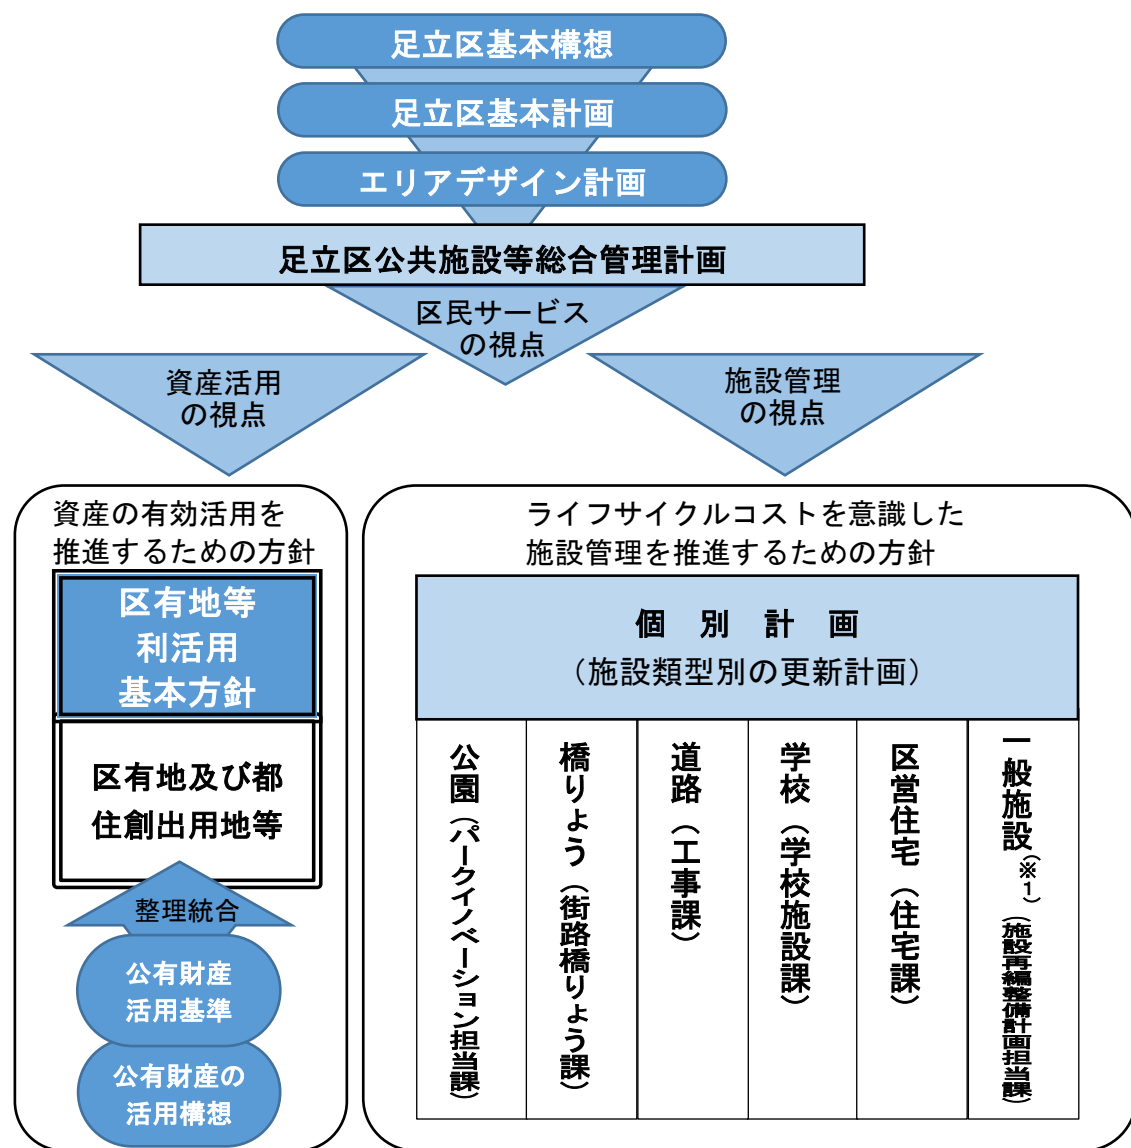 足立区基本構想
足立区基本計画
エリアデザイン計画
足立区公共施設等総合管理計画
区民サービス
の視点
資産活用
の視点
施設管理
の視点
資産の有効活用を
推進するための方針
区有地等
利活用
基本方針
区有地及び都
住創出用地等
整理統合
公有財産
活用基準
公有財産の
活用構想
ライフサイクルコストを意識した
施設管理を推進するための方針
個別計画
（施設類型別の更新計画）
公園（パークイノベーション担当課）
橋りょう（街路橋りょう課）
道路（工事課）
学校（学校施設課）
区営住宅（住宅課）
一般施設（※１）（施設再編整備計画担当課）